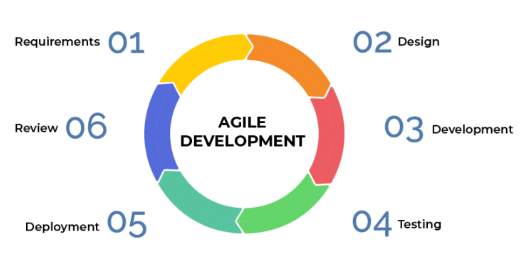 Requirements 01
02 Design
03 Development
04 Testing
Deployment 05
Review 06
AGILE
DEVELOPMENT